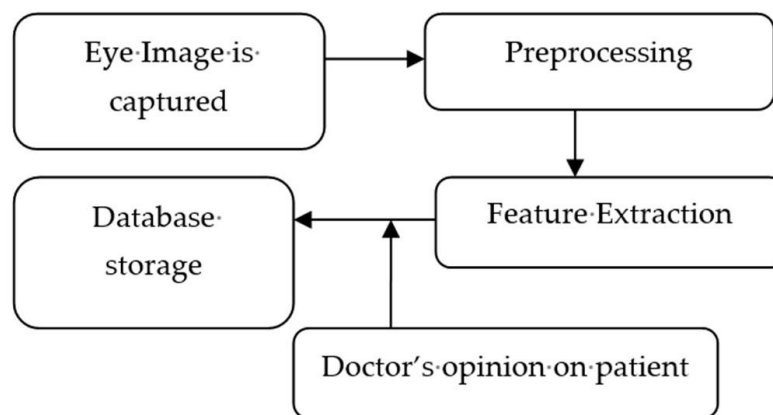 Eye Image is
captured
Preprocessing
Feature Extraction
Database
storage
Doctor's opinion on patient